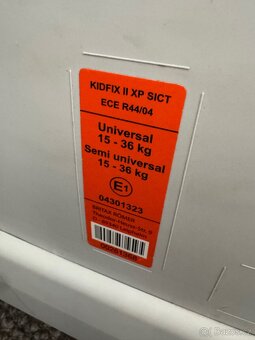 KIDFIX II XP SICT
ECE R44/04
Universal
15 - 36 kg
Semi universal
15 - 36 kg
E1
04301323
BRITAX RÖMER